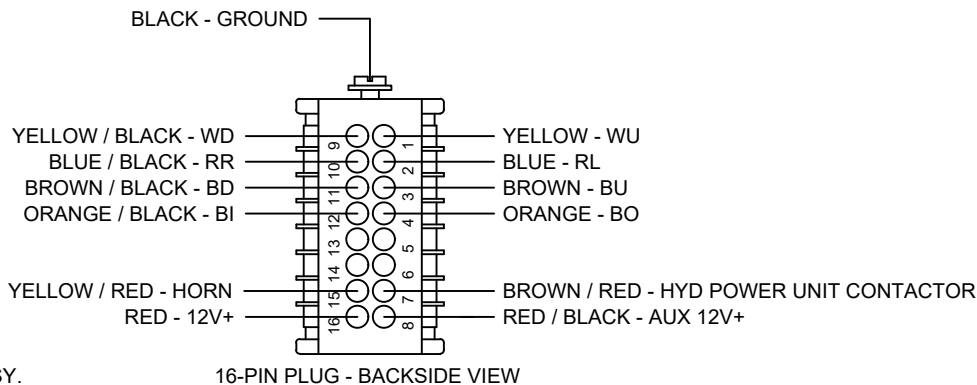 BLACK - GROUND
YELLOW / BLACK - WD
YELLOW - WU
BLUE / BLACK - RR
BLUE - RL
BROWN / BLACK - BD
BROWN - BU
ORANGE / BLACK - BI
ORANGE - BO
YELLOW / RED - HORN
BROWN / RED - HYD POWER UNIT CONTACTOR
RED - 12V+
RED / BLACK - AUX 12V+
9 1
10 2
11 3
12 4
13 5
14 6
15 7
16 8
SY.
16-PIN PLUG - BACKSIDE VIEW